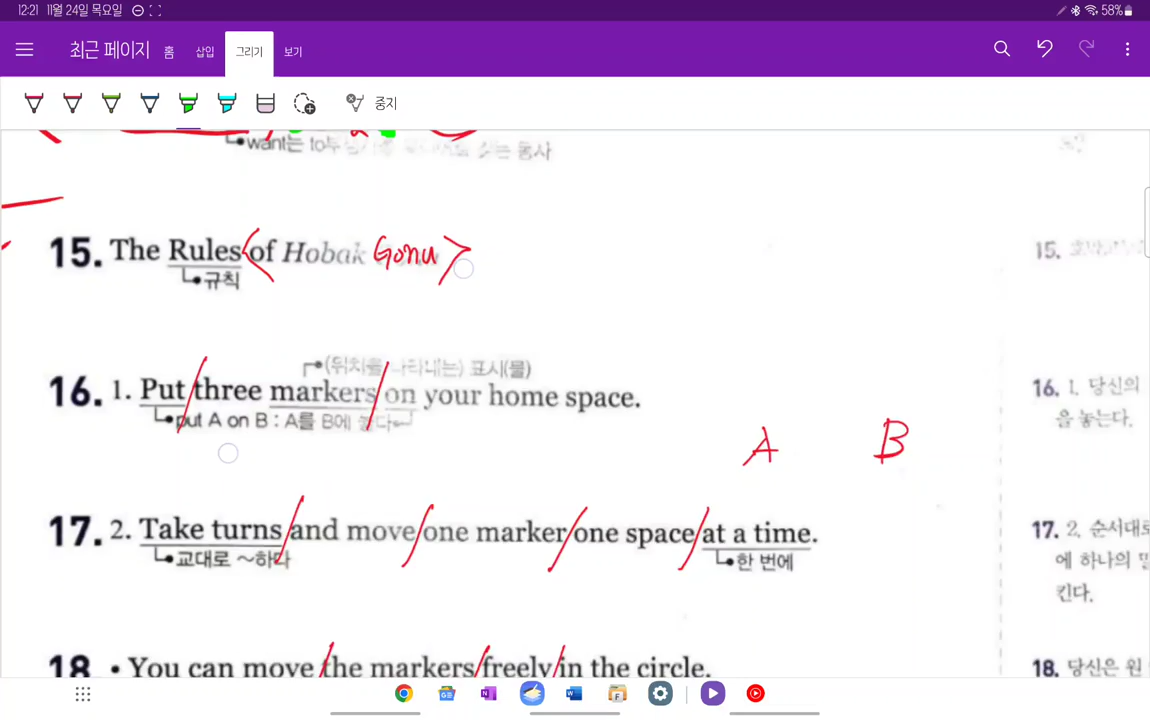 12:21 11월 24일 목요일
58%
최근 페이지 홈 삽입 그리기 보기
중지
want는 to부 동사
15. The Rules of Hobak Gonu
규칙
15.
(위치를 나타내는) 표시(물)
16. 1. Put three markers on your home space.
put A on B : A를 B에 놓다
A B
16. 1. 당신의
을 놓는다.
17. 2. Take turns and move one marker one space at a time.
교대로 ~하다
한 번에
17. 2. 순서대로
에 하나의 말
킨다.
18. • You can move the markers freely in the circle.
18. 당신은 원